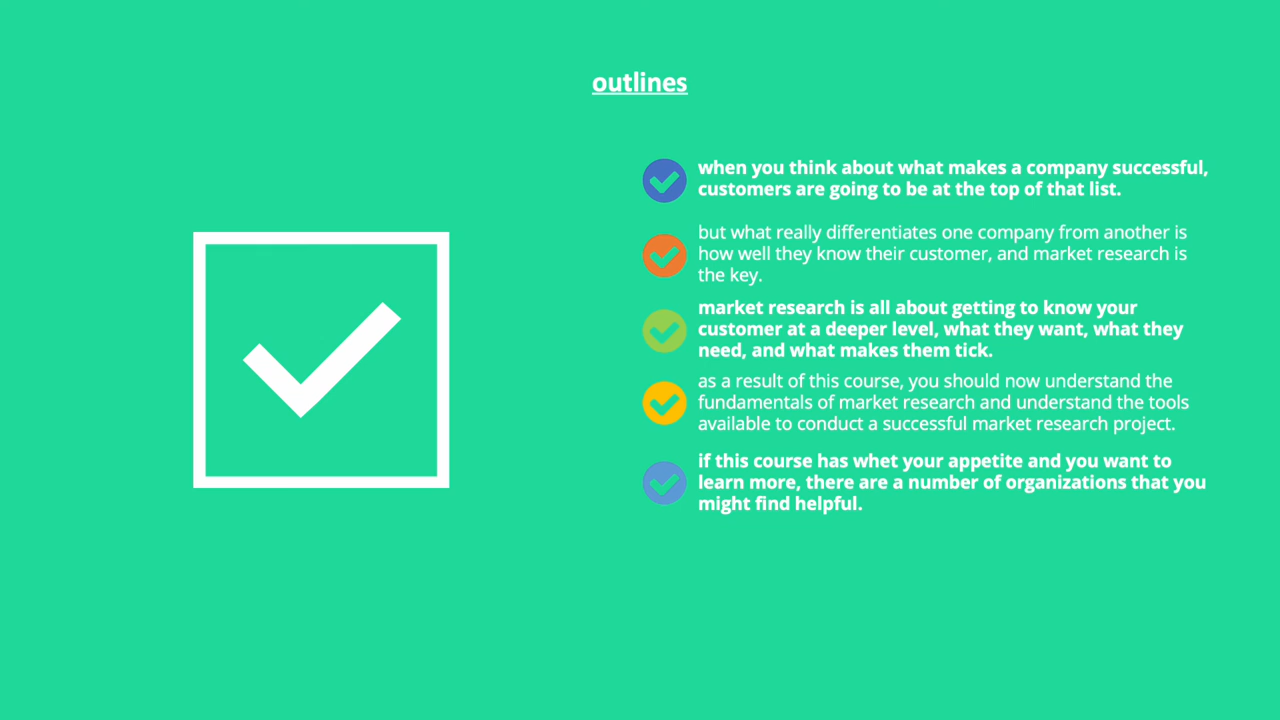 outlines
when you think about what makes a company successful,
customers are going to be at the top of that list.
but what really differentiates one company from another is
how well they know their customer, and market research is
the key.
market research is all about getting to know your
customer at a deeper level, what they want, what they
need, and what makes them tick.
as a result of this course, you should now understand the
fundamentals of market research and understand the tools
available to conduct a successful market research project.
if this course has whet your appetite and you want to
learn more, there are a number of organizations that you
might find helpful.